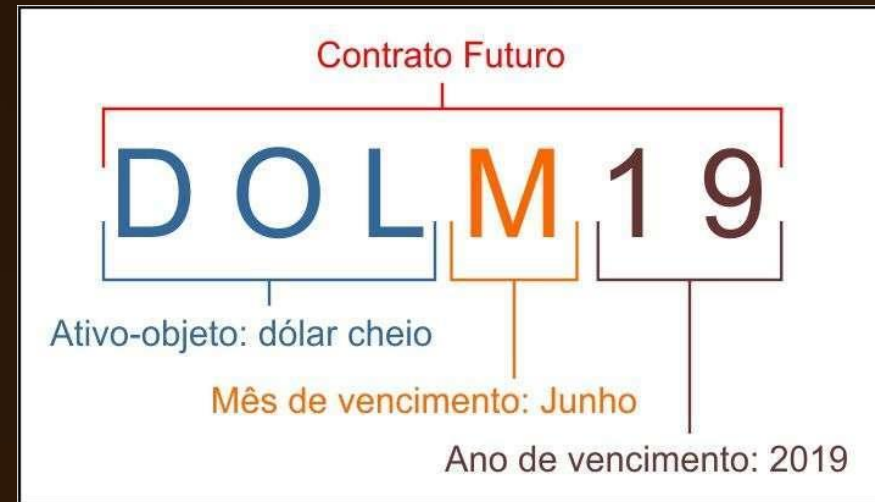 Contrato Futuro
D O L M 1 9
Ativo-objeto: dólar cheio
Mês de vencimento: Junho
Ano de vencimento: 2019